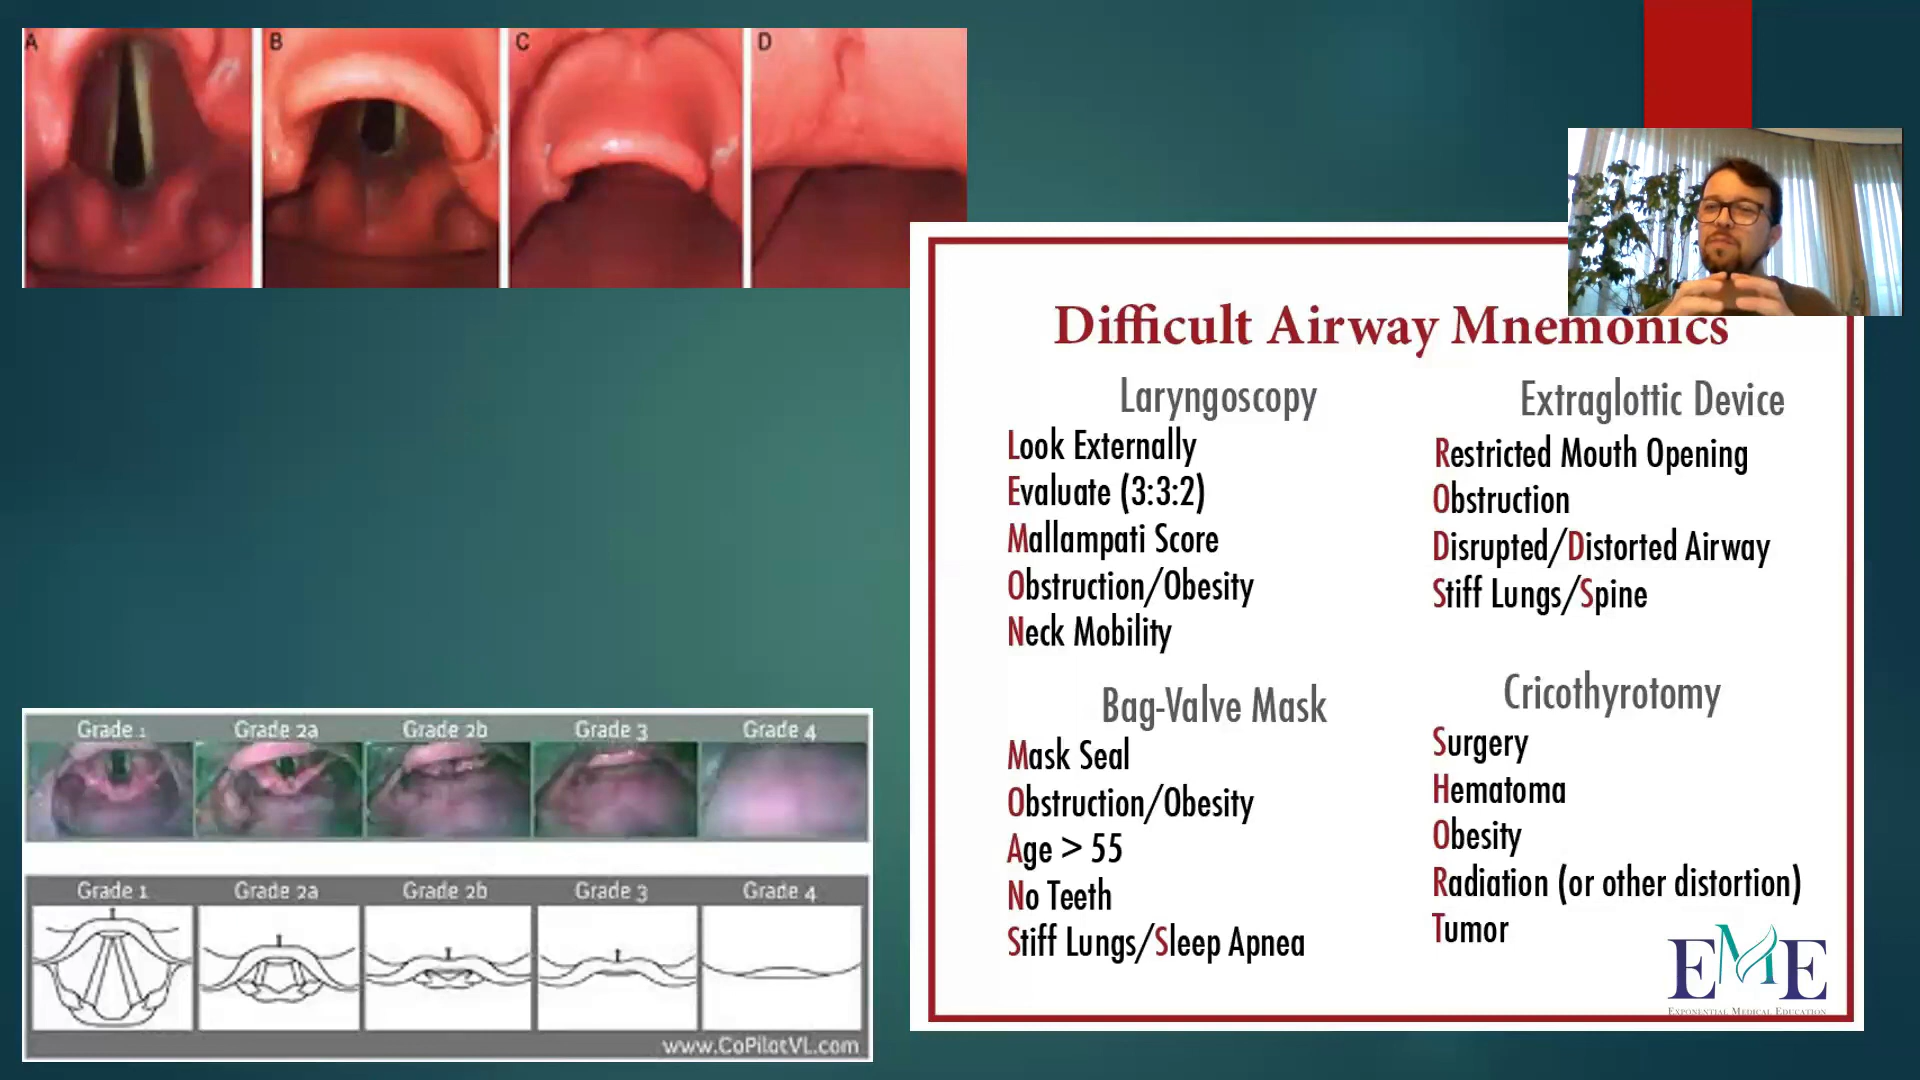 A B C D
Difficult Airway Mnemonics
Laryngoscopy
Look Externally
Evaluate (3:3:2)
Mallampati Score
Obstruction/Obesity
Neck Mobility
Extraglottic Device
Restricted Mouth Opening
Obstruction
Disrupted/Distorted Airway
Stiff Lungs/Spine
Bag-Valve Mask
Mask Seal
Obstruction/Obesity
Age > 55
No Teeth
Stiff Lungs/Sleep Apnea
Cricothyrotomy
Surgery
Hematoma
Obesity
Radiation (or other distortion)
Tumor
EME
Exponential Medical Education
Grade 1 Grade 2a Grade 2b Grade 3 Grade 4
Grade 1 Grade 2a Grade 2b Grade 3 Grade 4
www.CoPilotVL.com